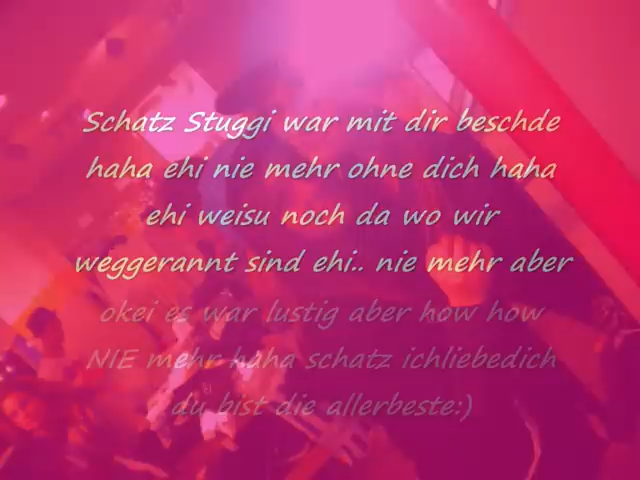 Schatz Stuggi war mit dir beschde
haha ehi nie mehr ohne dich haha
ehi weisu noch da wo wir
weggerannt sind ehi.. nie mehr aber
okei es war lustig aber how how
NIE mehr haha schatz ichliebedich
du bist die allerbeste:)